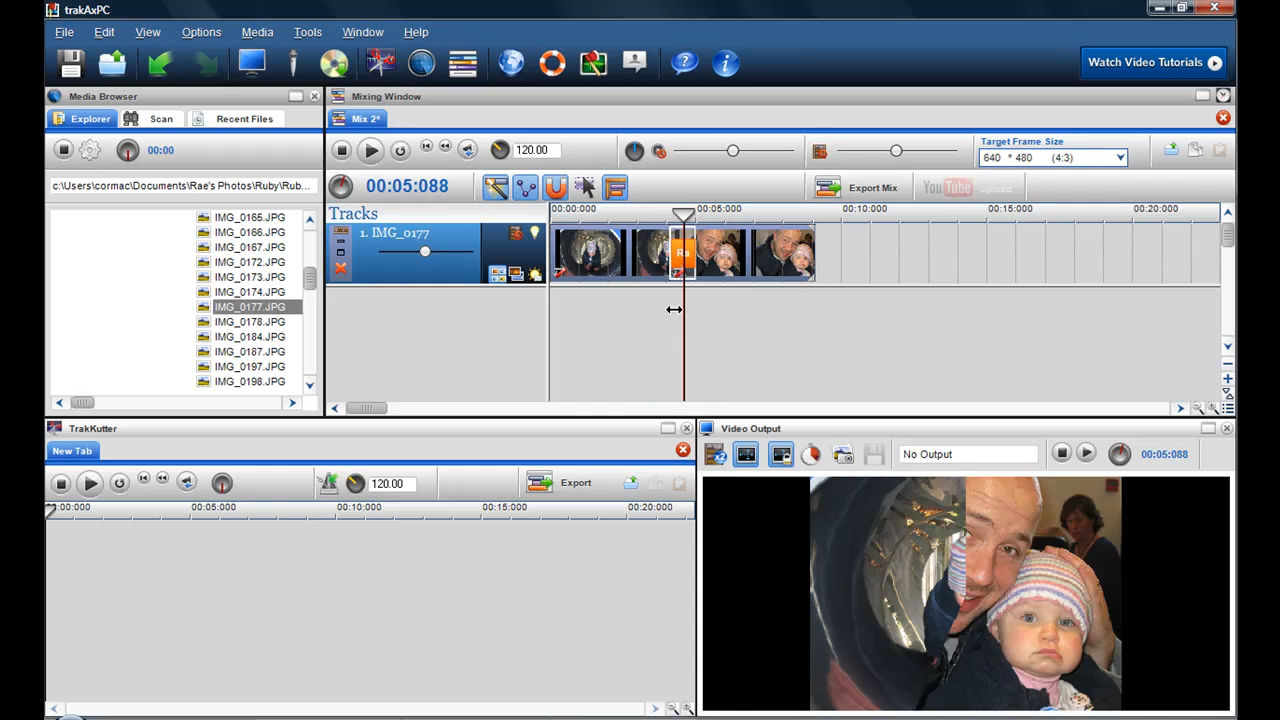 trakAxPC
File Edit View Options Media Tools Window Help
Watch Video Tutorials
Media Browser
Mixing Window
Explorer Scan Recent Files
Mix 2*
00:00
120.00
Target Frame Size
640 * 480 (4:3)
c:\Users\cormac\Documents\Rae's Photos\Ruby\Rub...
00:05:088
Export Mix
You Tube Upload
IMG_0165.JPG
IMG_0166.JPG
IMG_0167.JPG
IMG_0172.JPG
IMG_0173.JPG
IMG_0174.JPG
IMG_0177.JPG
IMG_0178.JPG
IMG_0184.JPG
IMG_0187.JPG
IMG_0197.JPG
IMG_0198.JPG
Tracks
00:00:000 00:05:000 00:10:000 00:15:000 00:20:000
1. IMG_0177
Ra
TrakKutter
New Tab
120.00
Export
00:00:000 00:05:000 00:10:000 00:15:000 00:20:000
Video Output
x2
No Output
00:05:088